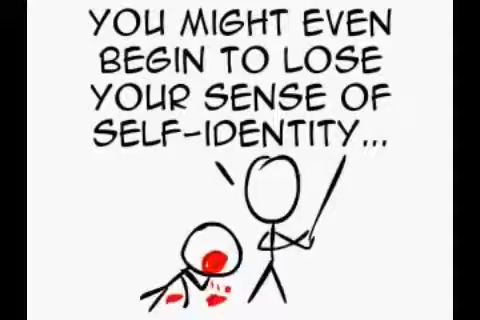 YOU MIGHT EVEN
BEGIN TO LOSE
YOUR SENSE OF
SELF-IDENTITY...